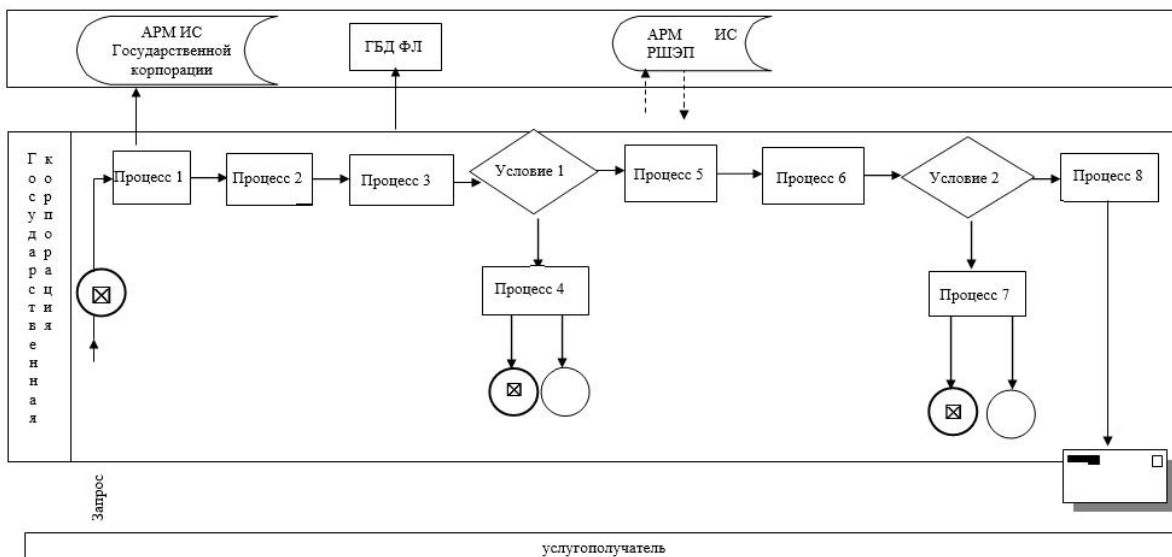 АРМ ИС
Государственной
корпорации
ГБД ФЛ
АРМ ИС
РШЭП
Государственная
корпорация
Процесс 1
Процесс 2
Процесс 3
Условие 1
Процесс 5
Процесс 6
Условие 2
Процесс 8
Процесс 4
Процесс 7
Запрос
услугополучатель